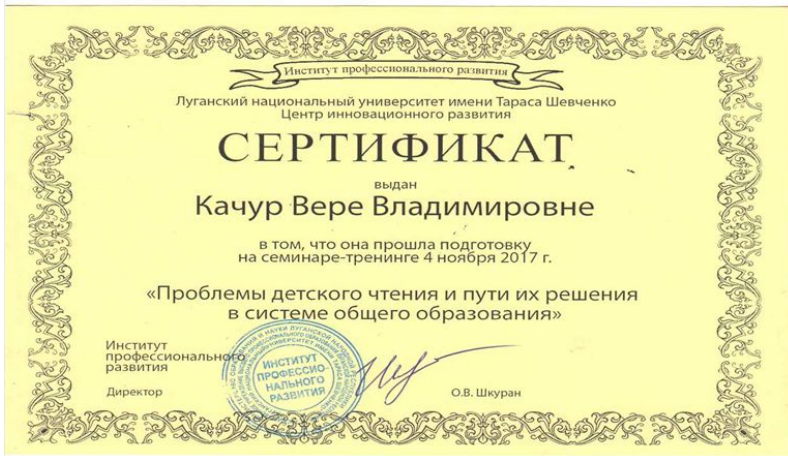 Институт профессионального развития
Луганский национальный университет имени Тараса Шевченко
Центр инновационного развития
СЕРТИФИКАТ
выдан
Качур Вере Владимировне
в том, что она прошла подготовку
на семинаре-тренинге 4 ноября 2017 г.
«Проблемы детского чтения и пути их решения
в системе общего образования»
Институт
профессионального
развития
Директор
ИНСТИТУТ
ПРОФЕССИО-
НАЛЬНОГО
РАЗВИТИЯ
О.В. Шкуран